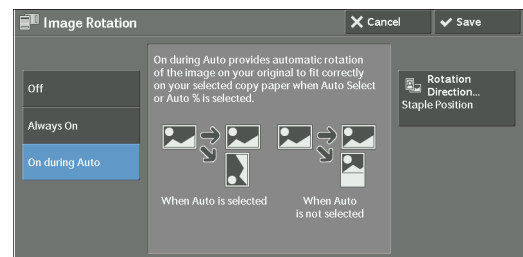 Image Rotation
Cancel
Save
Off
Always On
On during Auto
On during Auto provides automatic rotation
of the image on your original to fit correctly
on your selected copy paper when Auto Select
or Auto % is selected.
When Auto is selected
When Auto
is not selected
Rotation
Direction...
Staple Position